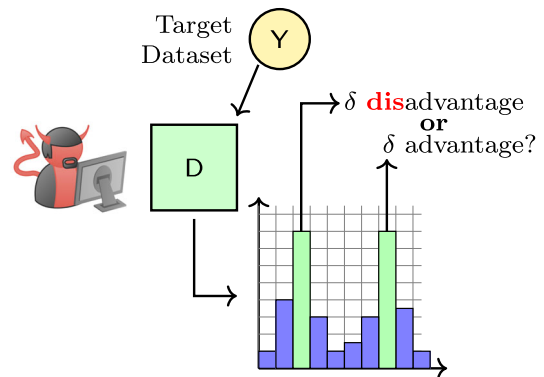 Target
Dataset
Y
D
δ disadvantage
or
δ advantage?